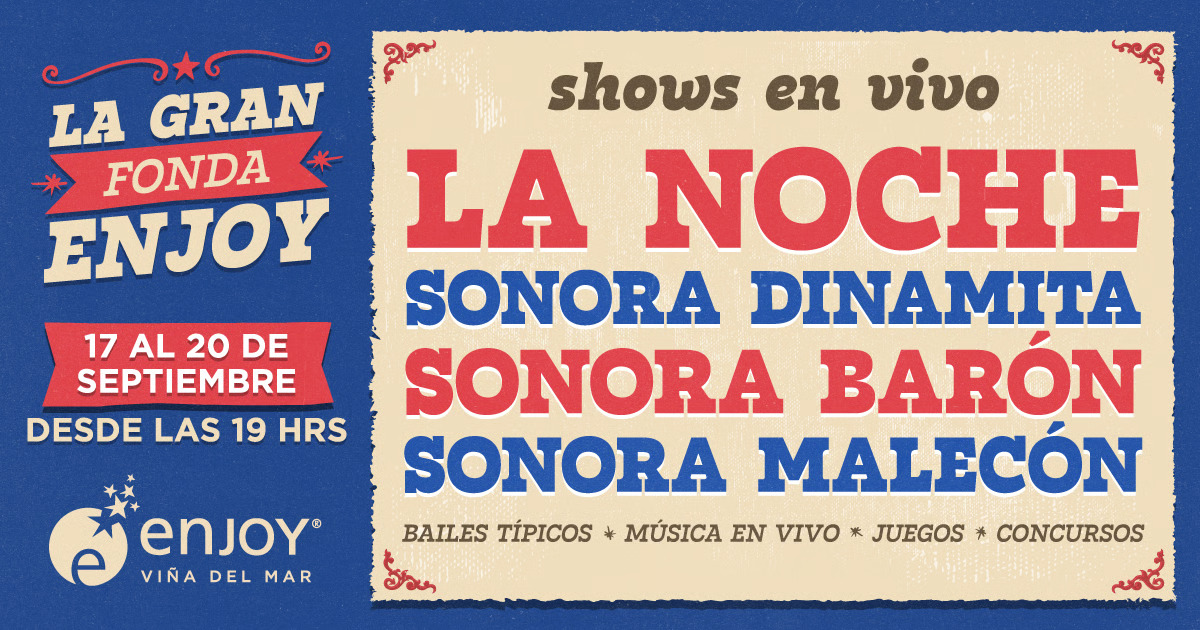 LA GRAN
FONDA
ENJOY
17 AL 20 DE
SEPTIEMBRE
DESDE LAS 19 HRS
e enJOY®
VIÑA DEL MAR
shows en vivo
LA NOCHE
SONORA DINAMITA
SONORA BARÓN
SONORA MALECÓN
BAILES TÍPICOS * MÚSICA EN VIVO * JUEGOS * CONCURSOS